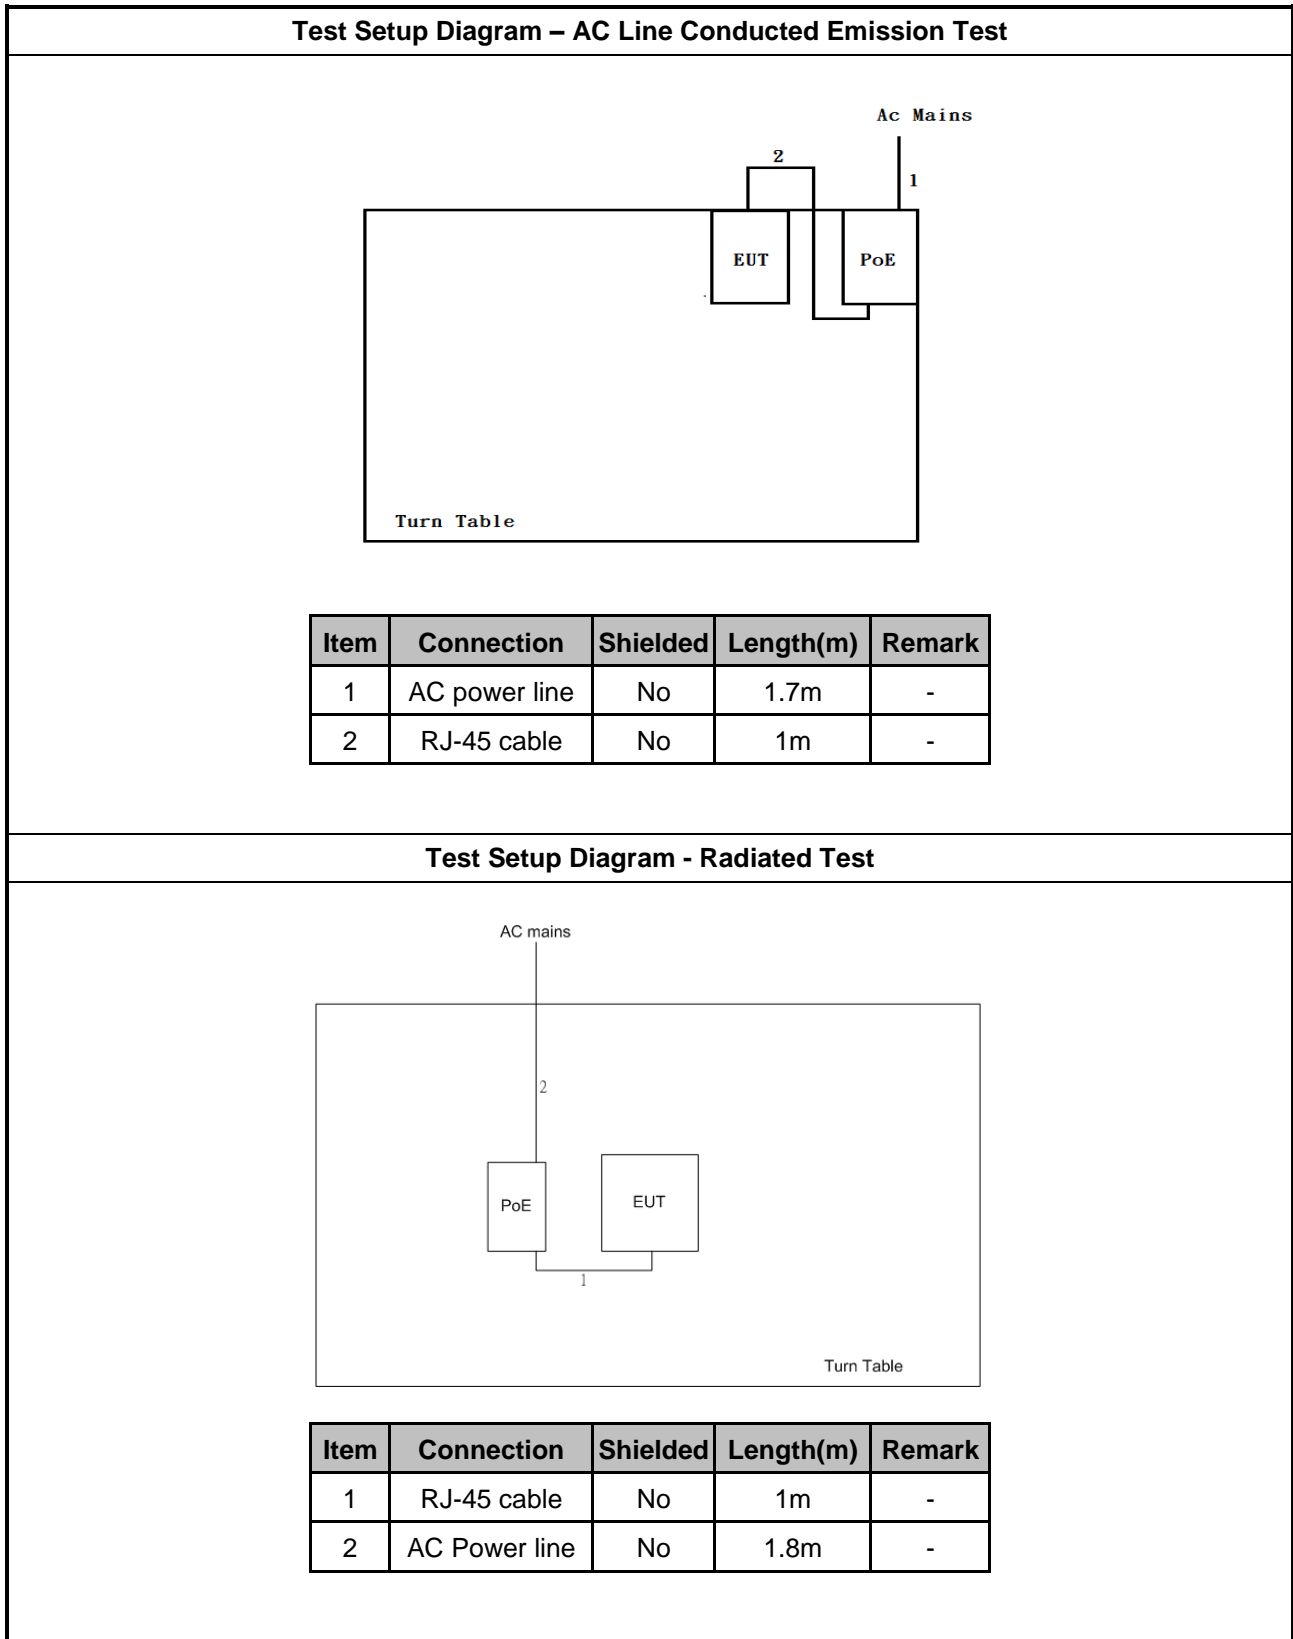 Test Setup Diagram – AC Line Conducted Emission Test
Ac Mains
2
1
EUT
PoE
Turn Table
Item Connection Shielded Length(m) Remark
1 AC power line No 1.7m -
2 RJ-45 cable No 1m -
Test Setup Diagram - Radiated Test
AC mains
2
PoE
EUT
1
Turn Table
Item Connection Shielded Length(m) Remark
1 RJ-45 cable No 1m -
2 AC Power line No 1.8m -